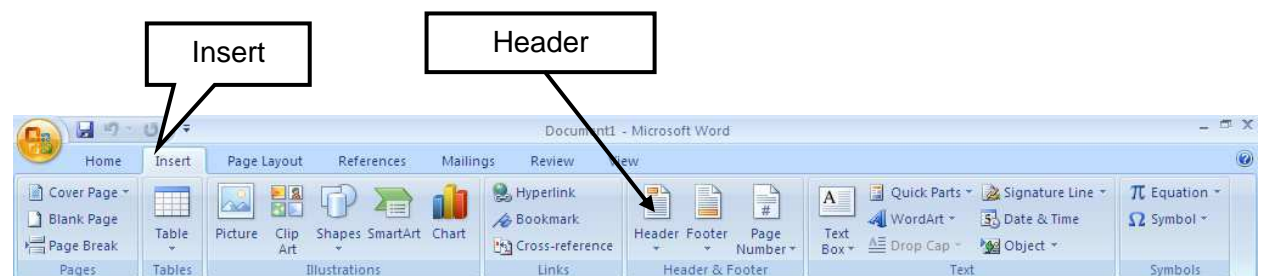 Insert
Header
Document1 - Microsoft Word
Home Insert Page Layout References Mailings Review View
Cover Page Hyperlink Quick Parts Signature Line π Equation
Blank Page Bookmark WordArt Date & Time Ω Symbol
Page Break Table Picture Clip Art Shapes SmartArt Chart Cross-reference Header Footer Page Number Text Box Drop Cap Object
Pages Tables Illustrations Links Header & Footer Text Symbols